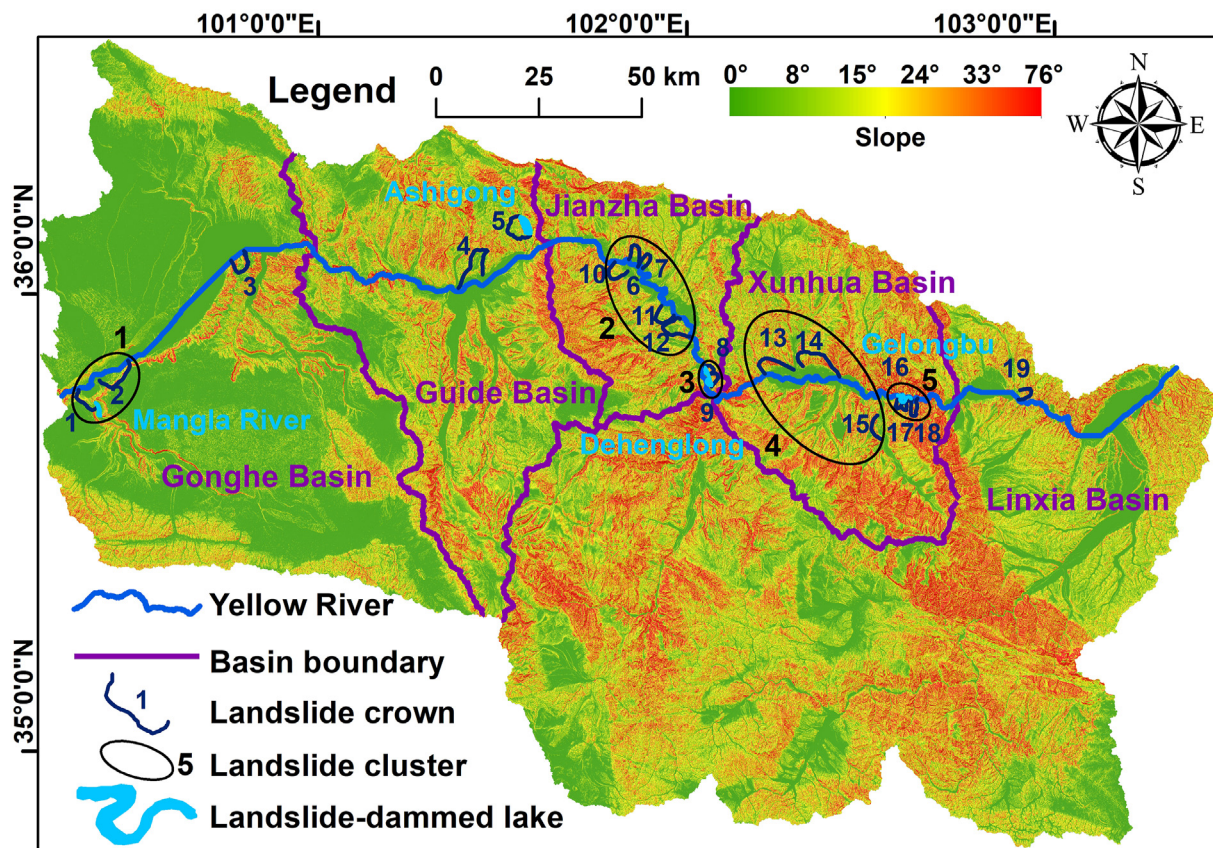 101°0'0"E
102°0'0"E
103°0'0"E
Legend
0
25
50 km
0°
8°
15°
24°
33°
76°
Slope
N
W
E
S
36°0'0"N
35°0'0"N
Ashigong
5
Jianzha Basin
4
3
10
7
6
11
12
2
Xunhua Basin
1
2
1
Mangla River
Guide Basin
Gonghe Basin
8
3
9
Dehenglong
13
14
15
4
Gelongbu
16
5
17
18
19
Linxia Basin
Yellow River
Basin boundary
1
Landslide crown
5
Landslide cluster
Landslide-dammed lake